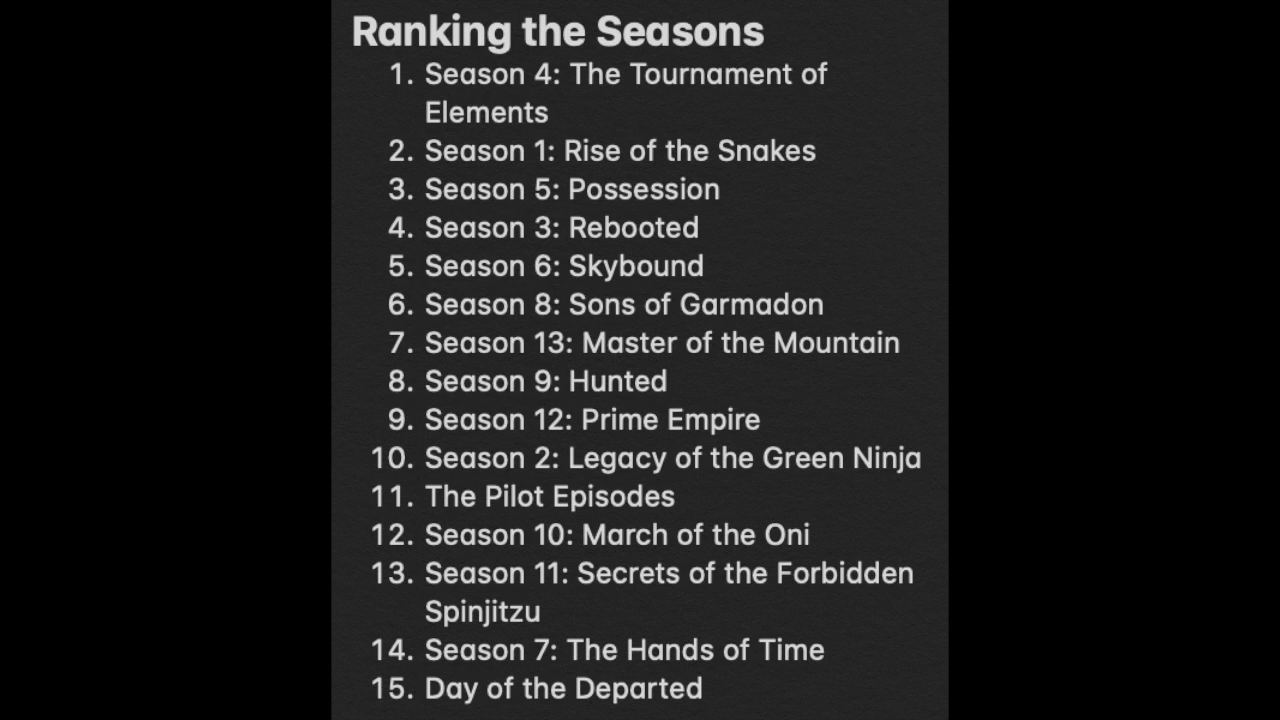 Ranking the Seasons
1. Season 4: The Tournament of
Elements
2. Season 1: Rise of the Snakes
3. Season 5: Possession
4. Season 3: Rebooted
5. Season 6: Skybound
6. Season 8: Sons of Garmadon
7. Season 13: Master of the Mountain
8. Season 9: Hunted
9. Season 12: Prime Empire
10. Season 2: Legacy of the Green Ninja
11. The Pilot Episodes
12. Season 10: March of the Oni
13. Season 11: Secrets of the Forbidden
Spinjitzu
14. Season 7: The Hands of Time
15. Day of the Departed